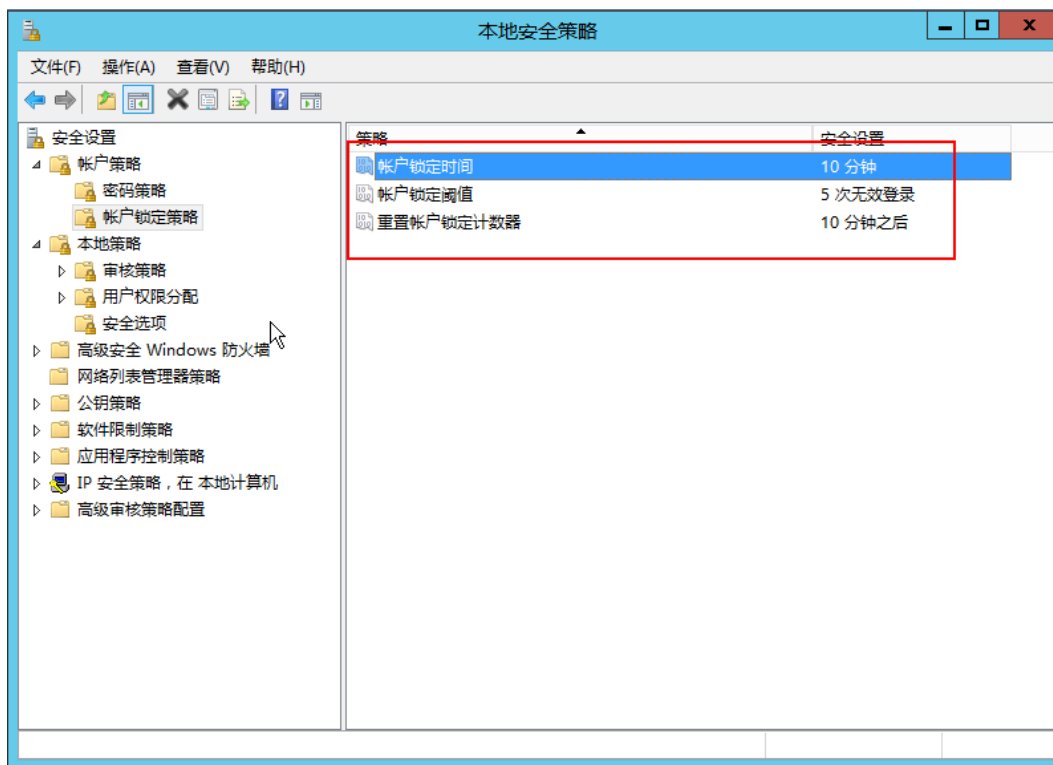 本地安全策略
文件(F) 操作(A) 查看(V) 帮助(H)
安全设置
帐户策略
密码策略
帐户锁定策略
本地策略
审核策略
用户权限分配
安全选项
高级安全 Windows 防火墙
网络列表管理器策略
公钥策略
软件限制策略
应用程序控制策略
IP 安全策略，在 本地计算机
高级审核策略配置
策略 安全设置
帐户锁定时间 10 分钟
帐户锁定阈值 5 次无效登录
重置帐户锁定计数器 10 分钟之后